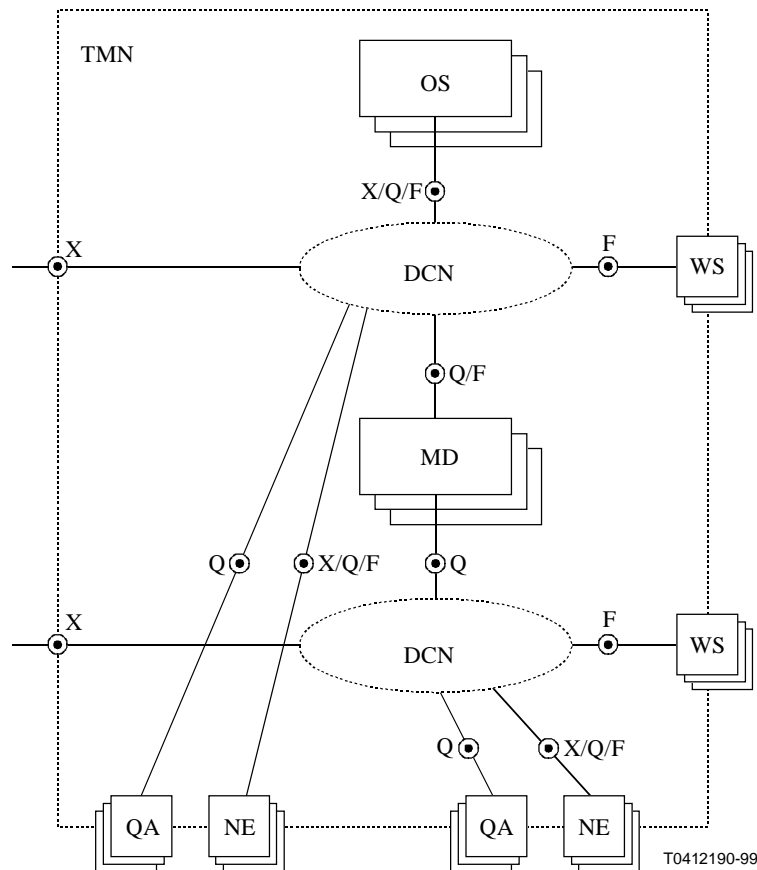 TMN
OS
X/Q/F
X
F
DCN
WS
Q/F
MD
Q
X/Q/F
Q
X
F
DCN
WS
Q
X/Q/F
QA
NE
QA
NE
T0412190-99